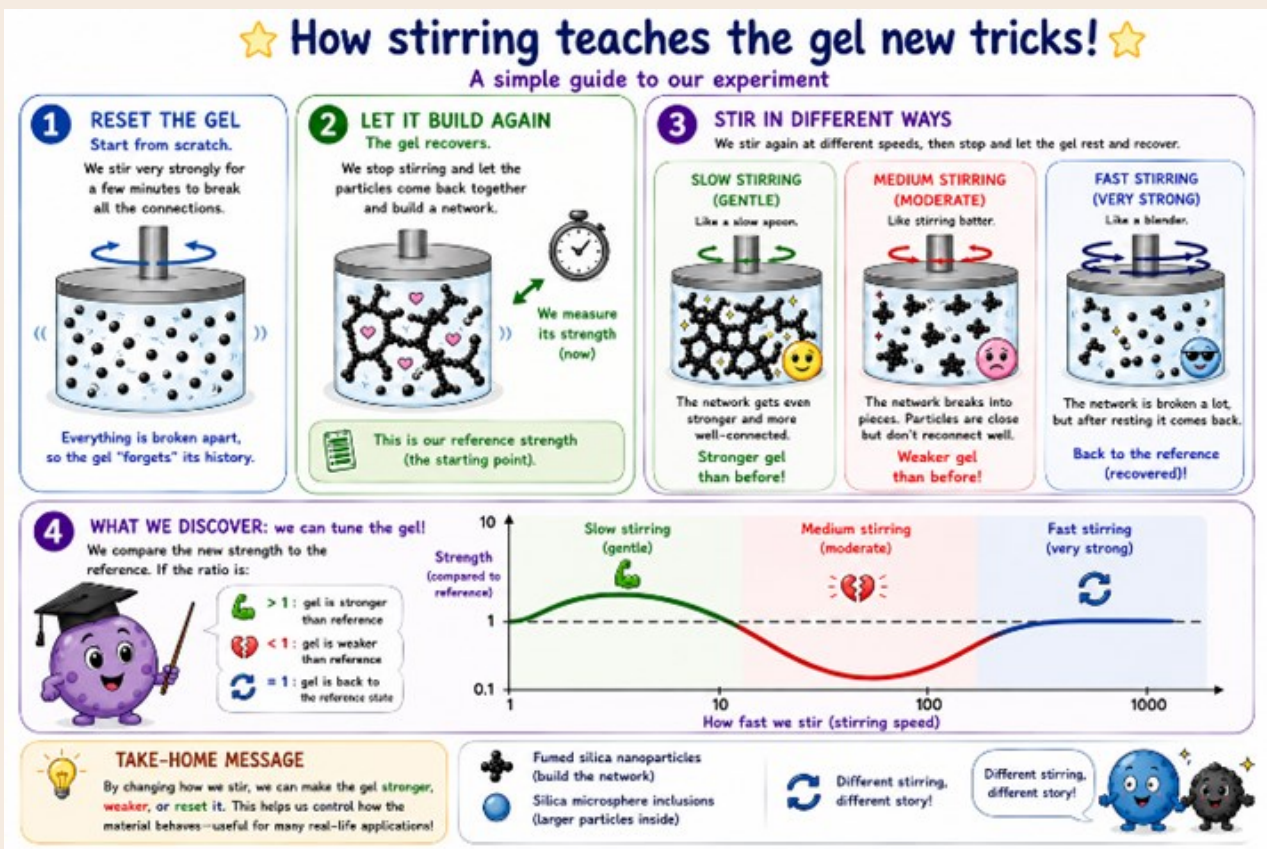 How stirring teaches the gel new tricks!
A simple guide to our experiment
1
RESET THE GEL
Start from scratch.
We stir very strongly for
a few minutes to break
all the connections.
Everything is broken apart,
so the gel "forgets" its history.
2
LET IT BUILD AGAIN
The gel recovers.
We stop stirring and let the
particles come back together
and build a network.
We measure
its strength
(now)
This is our reference strength
(the starting point).
3
STIR IN DIFFERENT WAYS
We stir again at different speeds, then stop and let the gel rest and recover.
SLOW STIRRING
(GENTLE)
Like a slow spoon.
The network gets even
stronger and more
well-connected.
Stronger gel
than before!
MEDIUM STIRRING
(MODERATE)
Like stirring batter.
The network breaks into
pieces. Particles are close
but don't reconnect well.
Weaker gel
than before!
FAST STIRRING
(VERY STRONG)
Like a blender.
The network is broken a lot,
but after resting it comes back.
Back to the reference
(recovered)!
4
WHAT WE DISCOVER: we can tune the gel!
We compare the new strength to the
reference. If the ratio is:
> 1 : gel is stronger
than reference
< 1 : gel is weaker
than reference
= 1 : gel is back to
the reference state
Strength
(compared to
reference)
10
1
0.1
Slow stirring
(gentle)
Medium stirring
(moderate)
Fast stirring
(very strong)
1 10 100 1000
How fast we stir (stirring speed)
TAKE-HOME MESSAGE
By changing how we stir, we can make the gel stronger,
weaker, or reset it. This helps us control how the
material behaves—useful for many real-life applications!
Fumed silica nanoparticles
(build the network)
Silica microsphere inclusions
(larger particles inside)
Different stirring,
different story!
Different stirring,
different story!